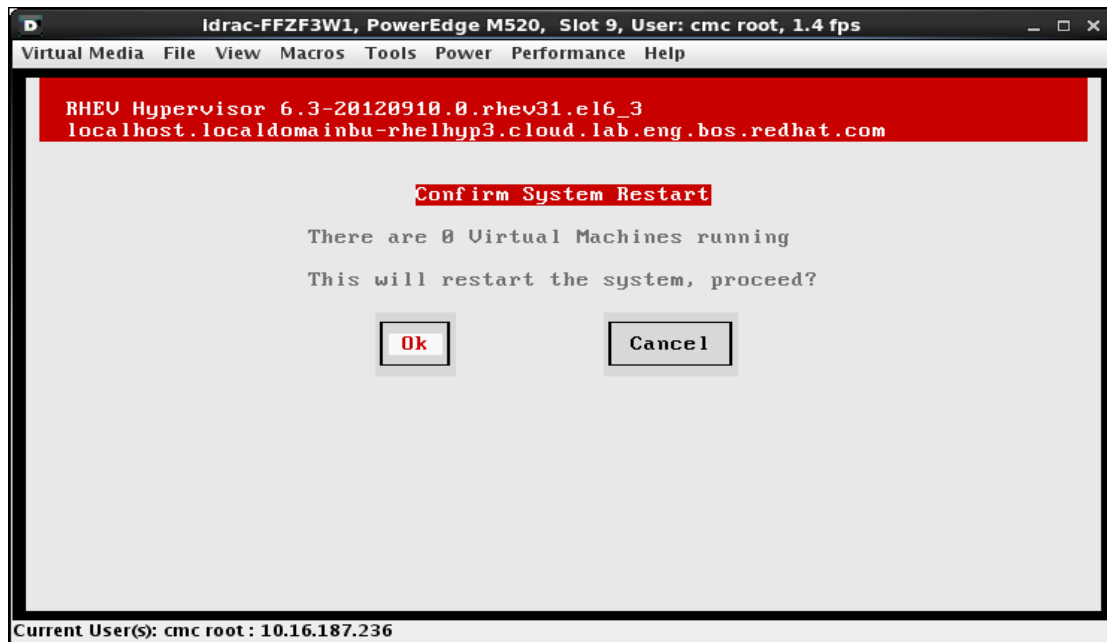 idrac-FFZF3W1, PowerEdge M520, Slot 9, User: cmc root, 1.4 fps
Virtual Media File View Macros Tools Power Performance Help
RHEV Hypervisor 6.3-20120910.0.rhev31.el6_3
localhost.localdomainbu-rhelhyp3.cloud.lab.eng.bos.redhat.com
Confirm System Restart
There are 0 Virtual Machines running
This will restart the system, proceed?
Ok Cancel
Current User(s): cmc root : 10.16.187.236